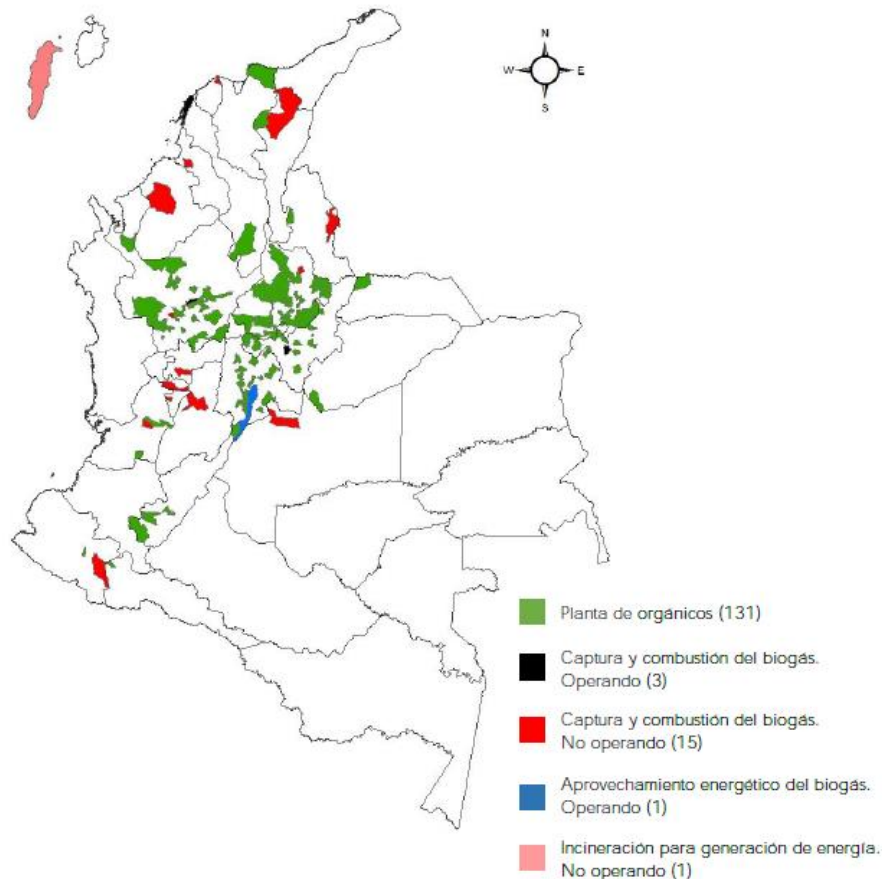 N
W E
S
Planta de orgánicos (131)
Captura y combustión del biogás.
Operando (3)
Captura y combustión del biogás.
No operando (15)
Aprovechamiento energético del biogás.
Operando (1)
Incineración para generación de energía.
No operando (1)